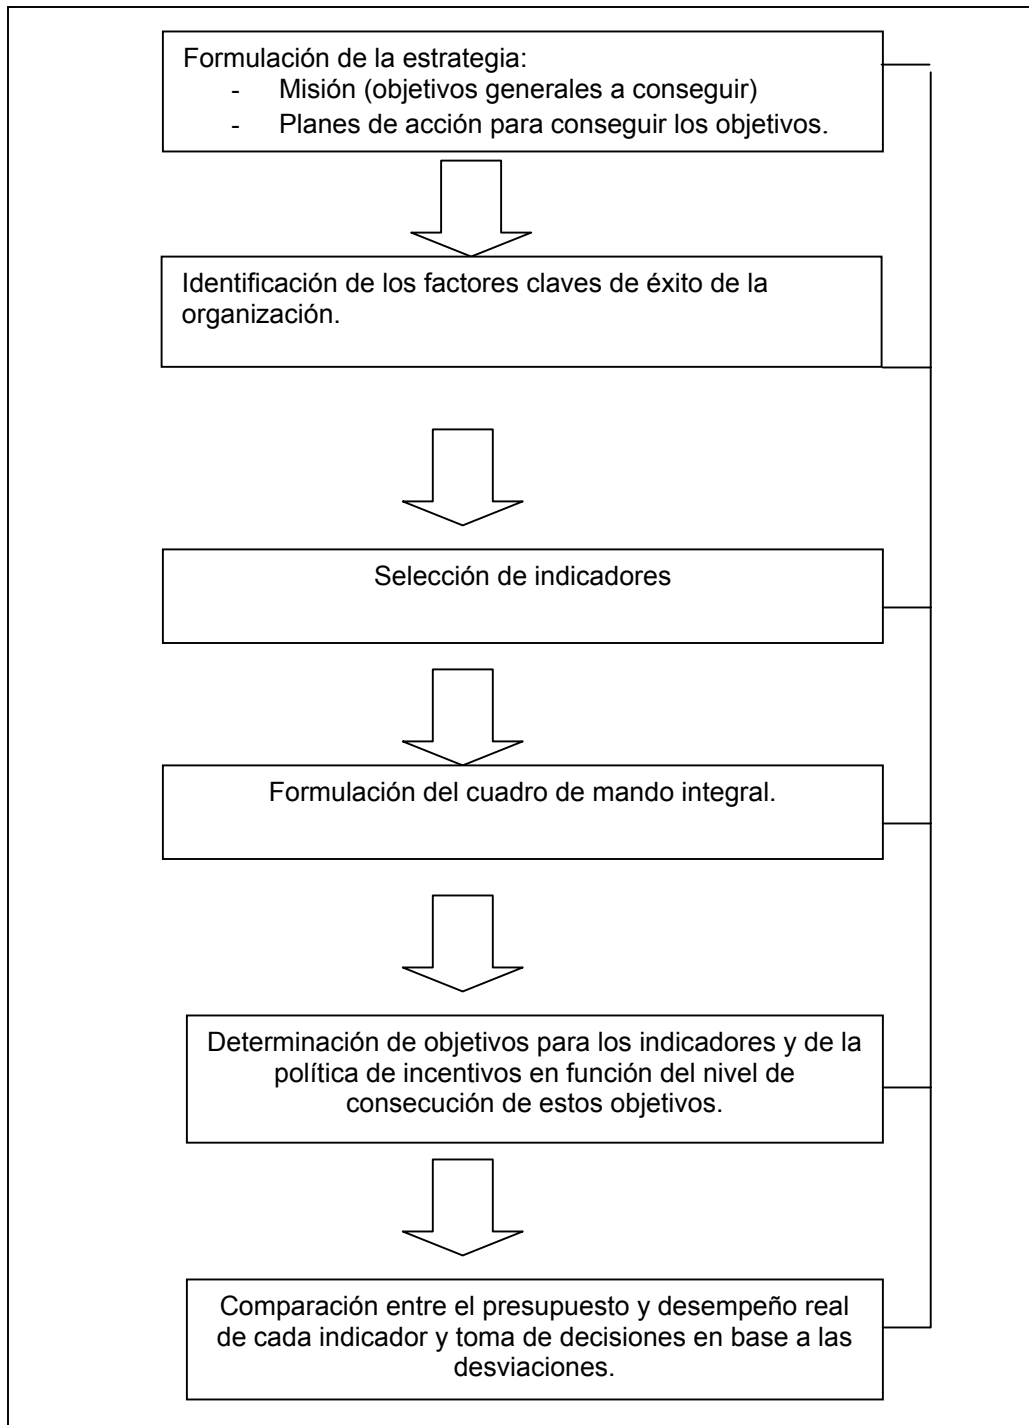 Formulación de la estrategia:
- Misión (objetivos generales a conseguir)
- Planes de acción para conseguir los objetivos.
Identificación de los factores claves de éxito de la
organización.
Selección de indicadores
Formulación del cuadro de mando integral.
Determinación de objetivos para los indicadores y de la
política de incentivos en función del nivel de
consecución de estos objetivos.
Comparación entre el presupuesto y desempeño real
de cada indicador y toma de decisiones en base a las
desviaciones.